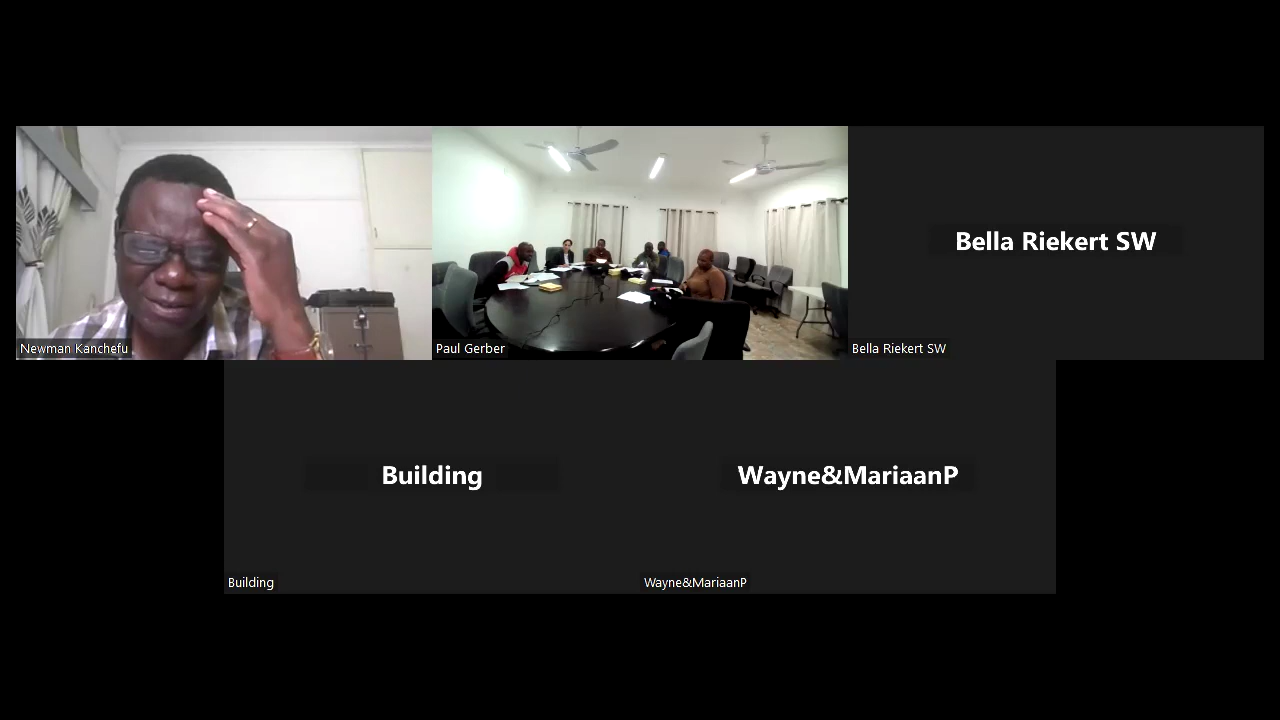 Newman Kanchefu
Paul Gerber
Bella Riekert SW
Bella Riekert SW
Building
Wayne&MariaanP
Building
Wayne&MariaanP